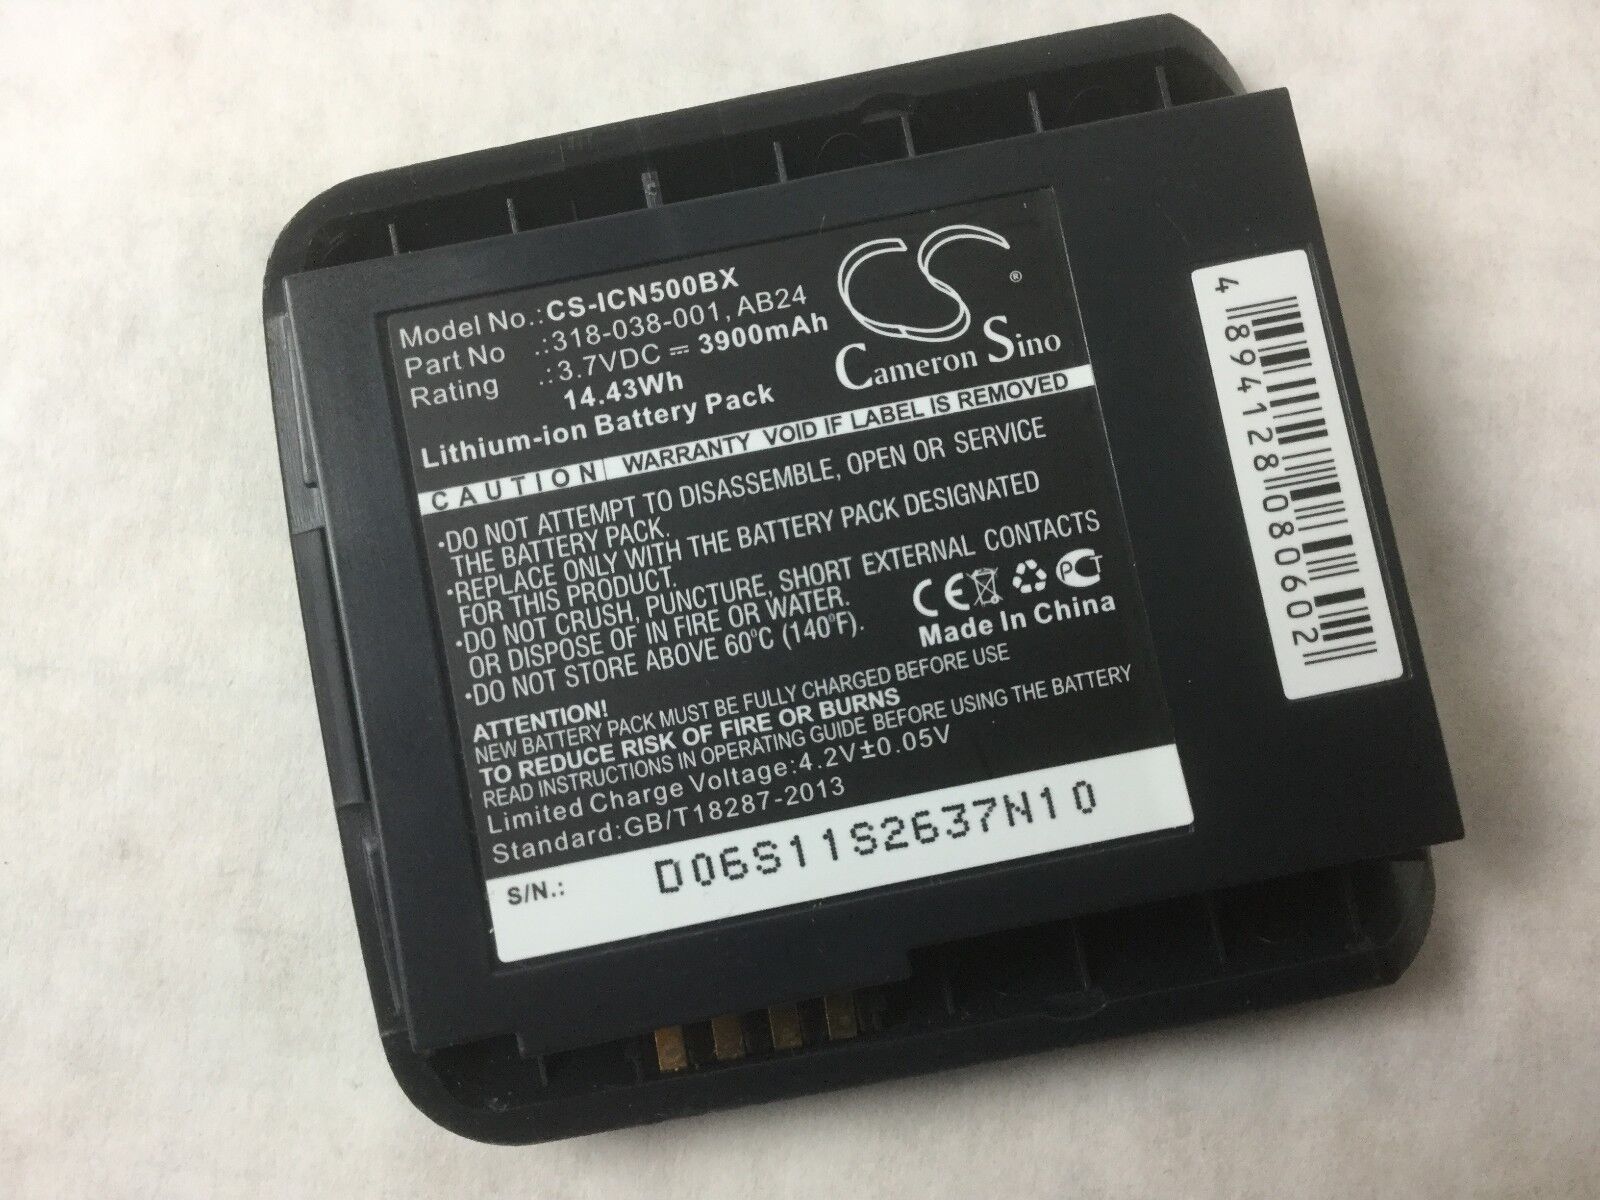 Model No.:CS-ICN500BX
Part No .:318-038-001, AB24
Rating .:3.7VDC ⎓ 3900mAh
14.43Wh
Lithium-ion Battery Pack
CS®
Cameron Sino
CAUTION WARRANTY VOID IF LABEL IS REMOVED
•DO NOT ATTEMPT TO DISASSEMBLE, OPEN OR SERVICE
THE BATTERY PACK.
•REPLACE ONLY WITH THE BATTERY PACK DESIGNATED
FOR THIS PRODUCT.
•DO NOT CRUSH, PUNCTURE, SHORT EXTERNAL CONTACTS
OR DISPOSE OF IN FIRE OR WATER.
•DO NOT STORE ABOVE 60°C (140°F).
CE PCT
Made In China
ATTENTION!
NEW BATTERY PACK MUST BE FULLY CHARGED BEFORE USE
TO REDUCE RISK OF FIRE OR BURNS
READ INSTRUCTIONS IN OPERATING GUIDE BEFORE USING THE BATTERY
Limited Charge Voltage:4.2V±0.05V
Standard:GB/T18287-2013
S/N.: D06S11S2637N10
4 894128 080602